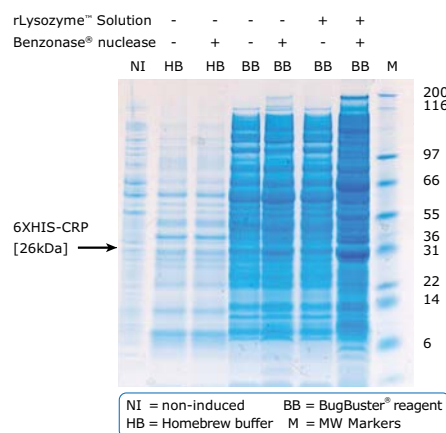 rLysozyme™ Solution - - - - + +
Benzonase® nuclease - + - + - +
NI HB HB BB BB BB BB M
200
116
97
66
55
36
31
22
14
6
6XHIS-CRP
[26kDa]
NI = non-induced BB = BugBuster® reagent
HB = Homebrew buffer M = MW Markers